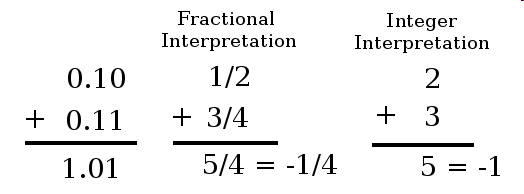 Fractional
Interpretation
Integer
Interpretation
0.10
1/2
2
+ 0.11
+ 3/4
+ 3
1.01
5/4 = -1/4
5 = -1